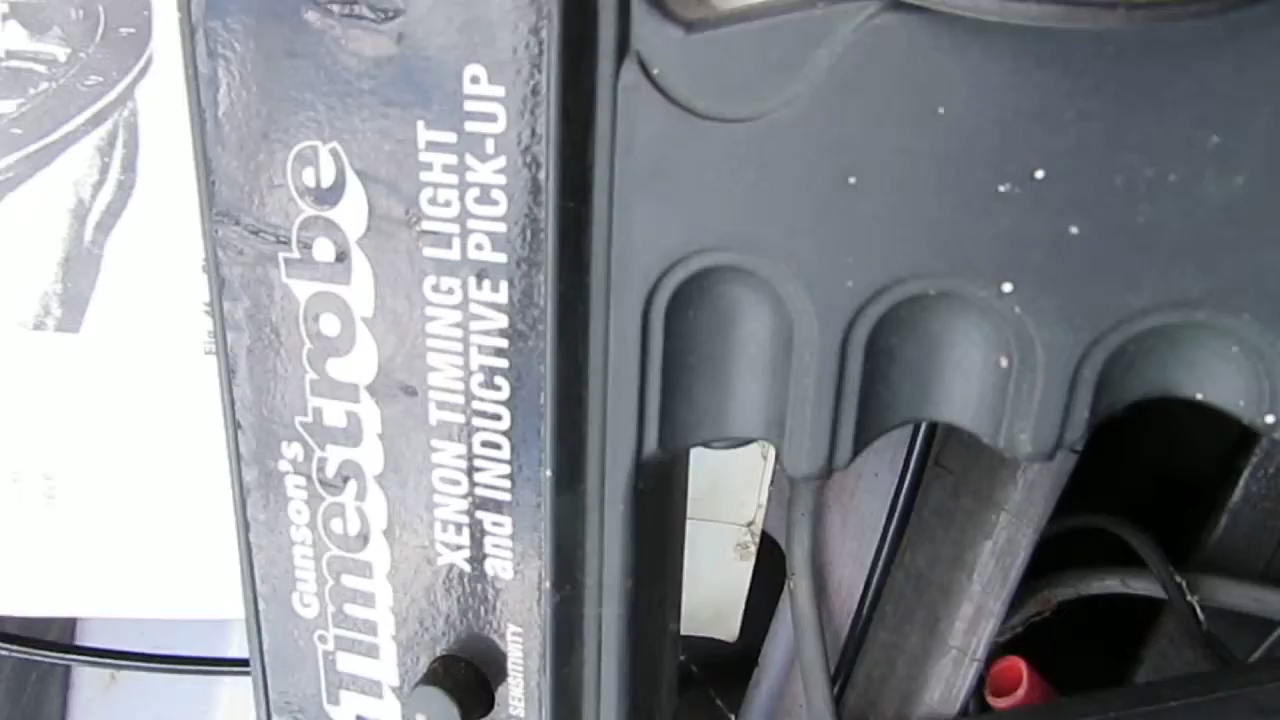 Gunson's
Timestrobe
XENON TIMING LIGHT
and INDUCTIVE PICK-UP
SENSITIVITY